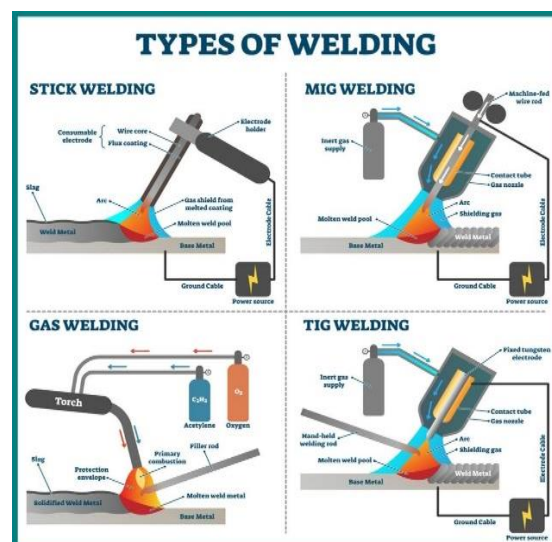 TYPES OF WELDING
STICK WELDING
Consumable
electrode
Wire core
Flux coating
Electrode
holder
Slag
Arc
Gas shield from
melted coating
Molten weld pool
Weld Metal
Base Metal
Electrode Cable
Ground Cable
Power source
MIG WELDING
Machine-fed
wire rod
Inert gas
supply
Contact tube
Gas nozzle
Arc
Shielding gas
Molten weld pool
Weld Metal
Base Metal
Electrode Cable
Ground Cable
Power source
GAS WELDING
Torch
C₂H₂
O₂
Acetylene
Oxygen
Filler rod
Primary
combustion
Protection
envelope
Slag
Solidified Weld Metal
Molten weld metal
Base Metal
TIG WELDING
Fixed tungsten
electrode
Inert gas
supply
Contact tube
Gas nozzle
Hand-held
welding rod
Arc
Shielding gas
Molten weld pool
Weld Metal
Base Metal
Electrode Cable
Ground Cable
Power source